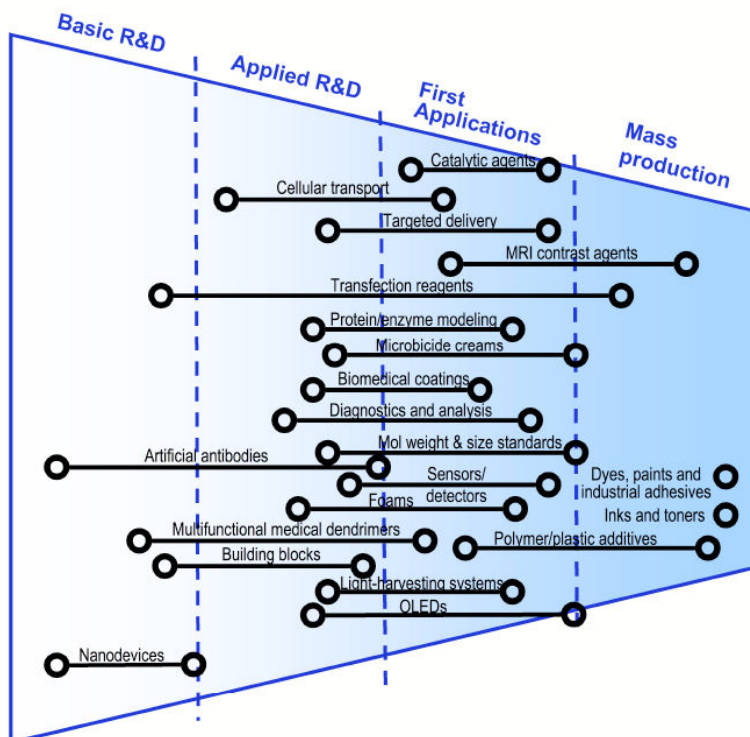 Basic R&D
Applied R&D
First
Applications
Mass
production
Catalytic agents
Cellular transport
Targeted delivery
MRI contrast agents
Transfection reagents
Protein/enzyme modeling
Microbicide creams
Biomedical coatings
Diagnostics and analysis
Mol weight & size standards
Artificial antibodies
Sensors/
detectors
Dyes, paints and
industrial adhesives
Foams
Inks and toners
Multifunctional medical dendrimers
Polymer/plastic additives
Building blocks
Light-harvesting systems
OLEDs
Nanodevices